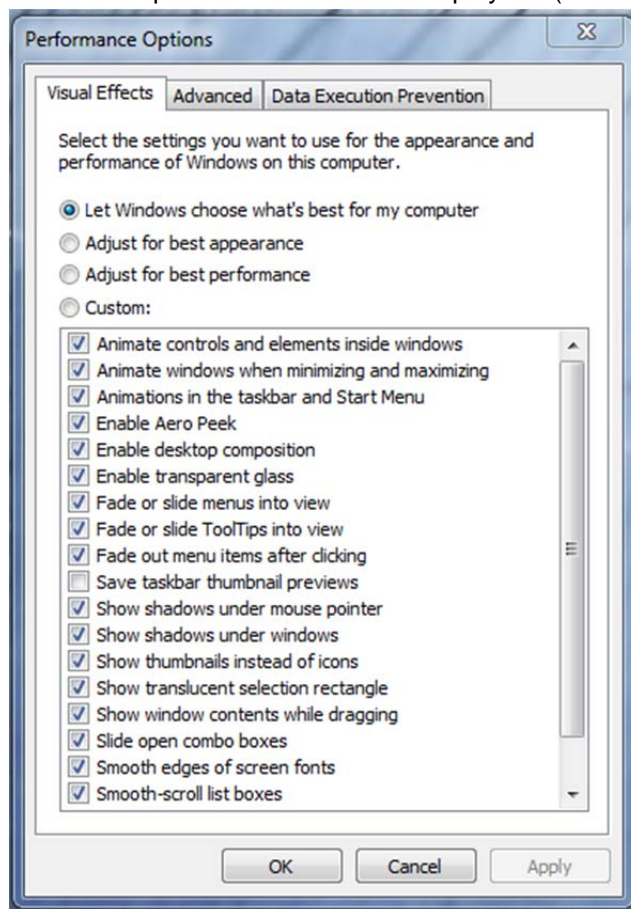 Performance Options
Visual Effects Advanced Data Execution Prevention
Select the settings you want to use for the appearance and
performance of Windows on this computer.
Let Windows choose what's best for my computer
Adjust for best appearance
Adjust for best performance
Custom:
Animate controls and elements inside windows
Animate windows when minimizing and maximizing
Animations in the taskbar and Start Menu
Enable Aero Peek
Enable desktop composition
Enable transparent glass
Fade or slide menus into view
Fade or slide ToolTips into view
Fade out menu items after clicking
Save taskbar thumbnail previews
Show shadows under mouse pointer
Show shadows under windows
Show thumbnails instead of icons
Show translucent selection rectangle
Show window contents while dragging
Slide open combo boxes
Smooth edges of screen fonts
Smooth-scroll list boxes
OK Cancel Apply